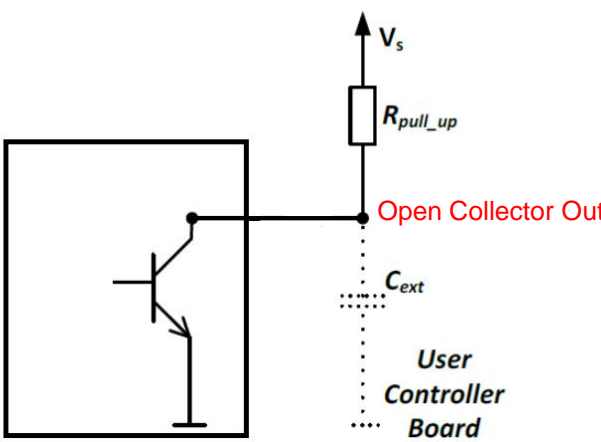 Vs
Rpull_up
Open Collector Out
Cext
User
Controller
Board